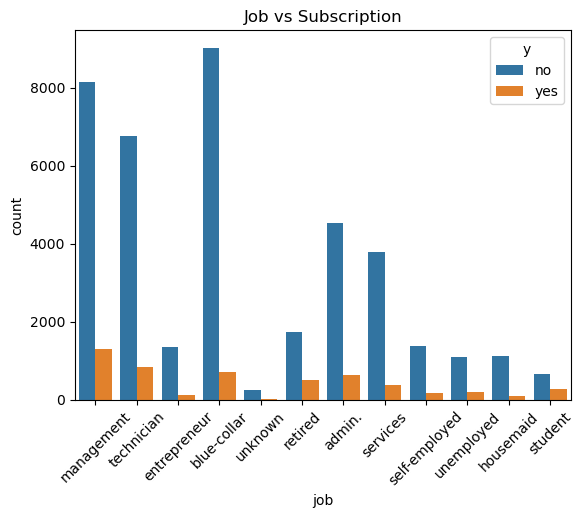 Job vs Subscription
y
no
yes
8000
6000
4000
2000
0
count
management
technician
entrepreneur
blue-collar
unknown
retired
admin.
services
self-employed
unemployed
housemaid
student
job